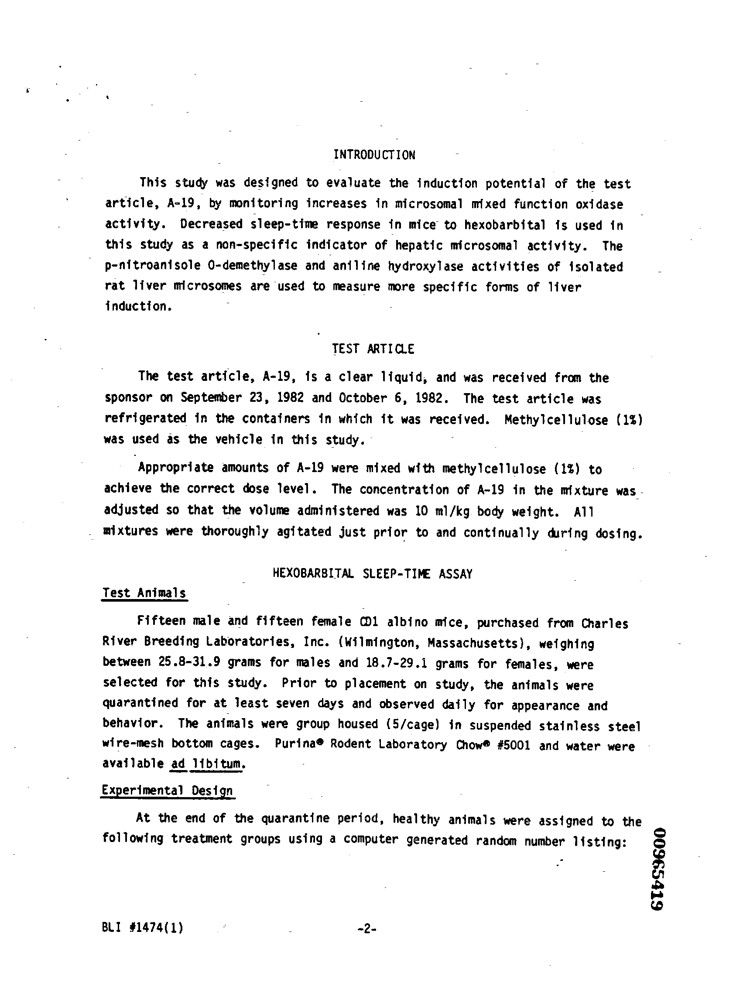 INTRODUCTION
This study was designed to evaluate the induction potential of the test
article, A-19, by monitoring increases in microsomal mixed function oxidase
activity. Decreased sleep-time response in mice to hexobarbital is used in
this study as a non-specific indicator of hepatic microsomal activity. The
p-nitroanisole O-demethylase and aniline hydroxylase activities of isolated
rat liver microsomes are used to measure more specific forms of liver
induction.
TEST ARTICLE
The test article, A-19, is a clear liquid, and was received from the
sponsor on September 23, 1982 and October 6, 1982. The test article was
refrigerated in the containers in which it was received. Methylcellulose (1%)
was used as the vehicle in this study.
Appropriate amounts of A-19 were mixed with methylcellulose (1%) to
achieve the correct dose level. The concentration of A-19 in the mixture was
adjusted so that the volume administered was 10 ml/kg body weight. All
mixtures were thoroughly agitated just prior to and continually during dosing.
HEXOBARBITAL SLEEP-TIME ASSAY
Test Animals
Fifteen male and fifteen female CD1 albino mice, purchased from Charles
River Breeding Laboratories, Inc. (Wilmington, Massachusetts), weighing
between 25.8-31.9 grams for males and 18.7-29.1 grams for females, were
selected for this study. Prior to placement on study, the animals were
quarantined for at least seven days and observed daily for appearance and
behavior. The animals were group housed (5/cage) in suspended stainless steel
wire-mesh bottom cages. Purina® Rodent Laboratory Chow® #5001 and water were
available ad libitum.
Experimental Design
At the end of the quarantine period, healthy animals were assigned to the
following treatment groups using a computer generated random number listing:
00965419
BLI #1474(1)
-2-